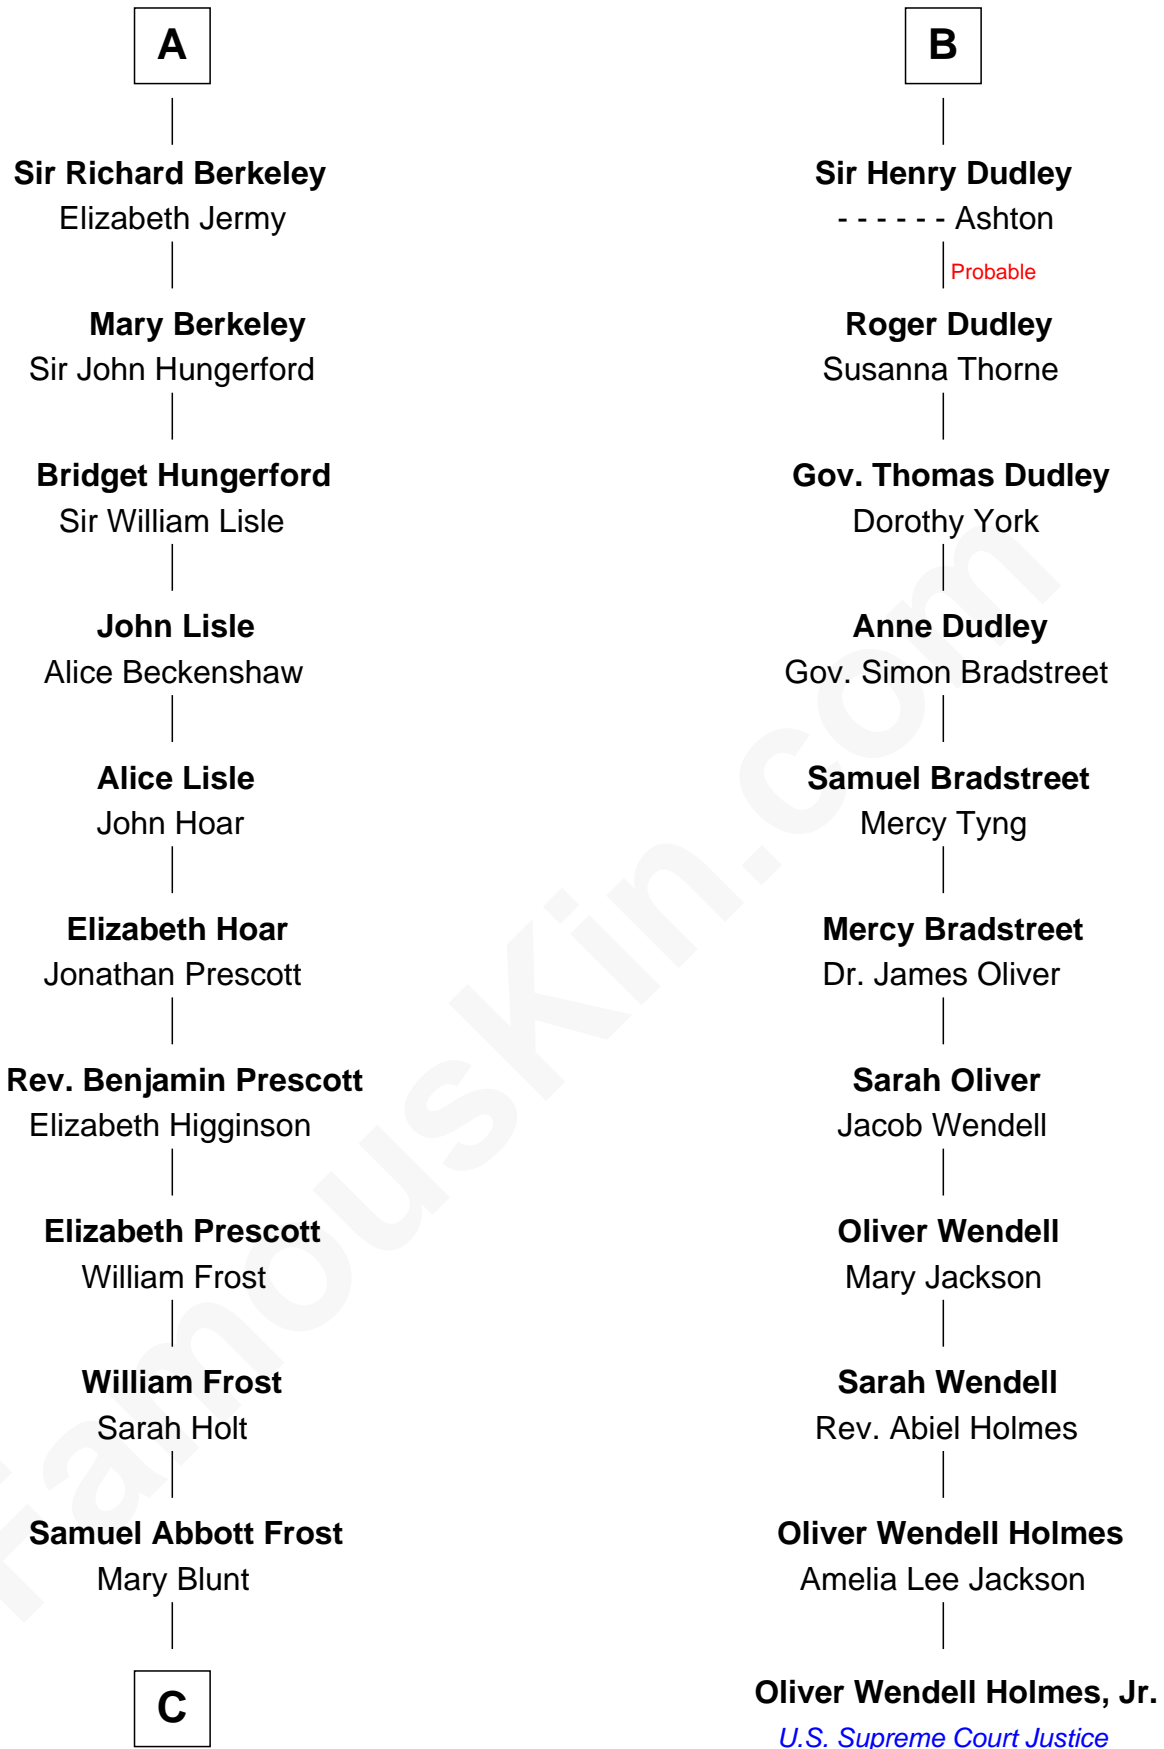 A
Sir Richard Berkeley
Elizabeth Jermy
Mary Berkeley
Sir John Hungerford
Bridget Hungerford
Sir William Lisle
John Lisle
Alice Beckenshaw
Alice Lisle
John Hoar
Elizabeth Hoar
Jonathan Prescott
Rev. Benjamin Prescott
Elizabeth Higginson
Elizabeth Prescott
William Frost
William Frost
Sarah Holt
Samuel Abbott Frost
Mary Blunt
C
B
Sir Henry Dudley
- - - - - - Ashton
Probable
Roger Dudley
Susanna Thorne
Gov. Thomas Dudley
Dorothy York
Anne Dudley
Gov. Simon Bradstreet
Samuel Bradstreet
Mercy Tyng
Mercy Bradstreet
Dr. James Oliver
Sarah Oliver
Jacob Wendell
Oliver Wendell
Mary Jackson
Sarah Wendell
Rev. Abiel Holmes
Oliver Wendell Holmes
Amelia Lee Jackson
Oliver Wendell Holmes, Jr.
U.S. Supreme Court Justice
FamousKin.com